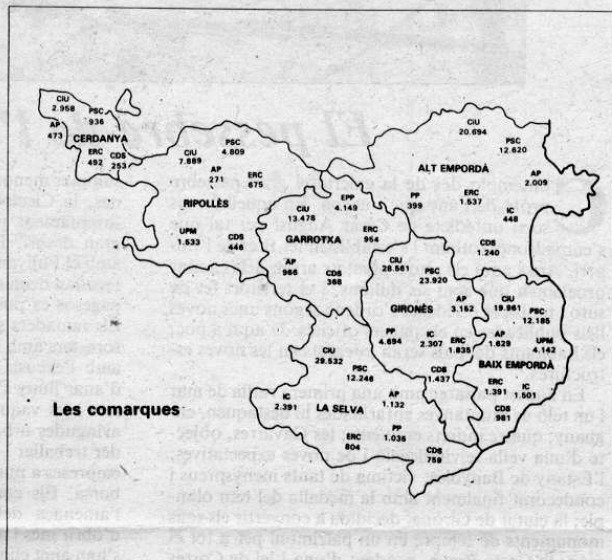 CIU
2.958
PSC
936
AP
473
CERDANYA
ERC
492
CDS
253
CIU
7.689
PSC
4.809
AP
ERC
675
RIPOLLÈS
UPM
1.533
CDS
446
CIU
13.476
EPP
4.149
GARROTXA
ERC
964
AP
966
CDS
368
CIU
20.694
PSC
12.620
ALT EMPORDÀ
PP
399
ERC
1.537
AP
2.009
IC
448
CDS
1.240
CIU
28.561
PSC
23.920
GIRONÈS
AP
3.152
PP
4.694
IC
2.307
ERC
1.835
CDS
1.437
CIU
19.961
PSC
12.185
AP
1.629
UPM
4.142
BAIX EMPORDÀ
ERC
1.391
IC
1.501
CDS
981
CIU
29.532
PSC
12.246
IC
2.391
LA SELVA
AP
1.122
ERC
804
PP
1.036
CDS
759
Les comarques